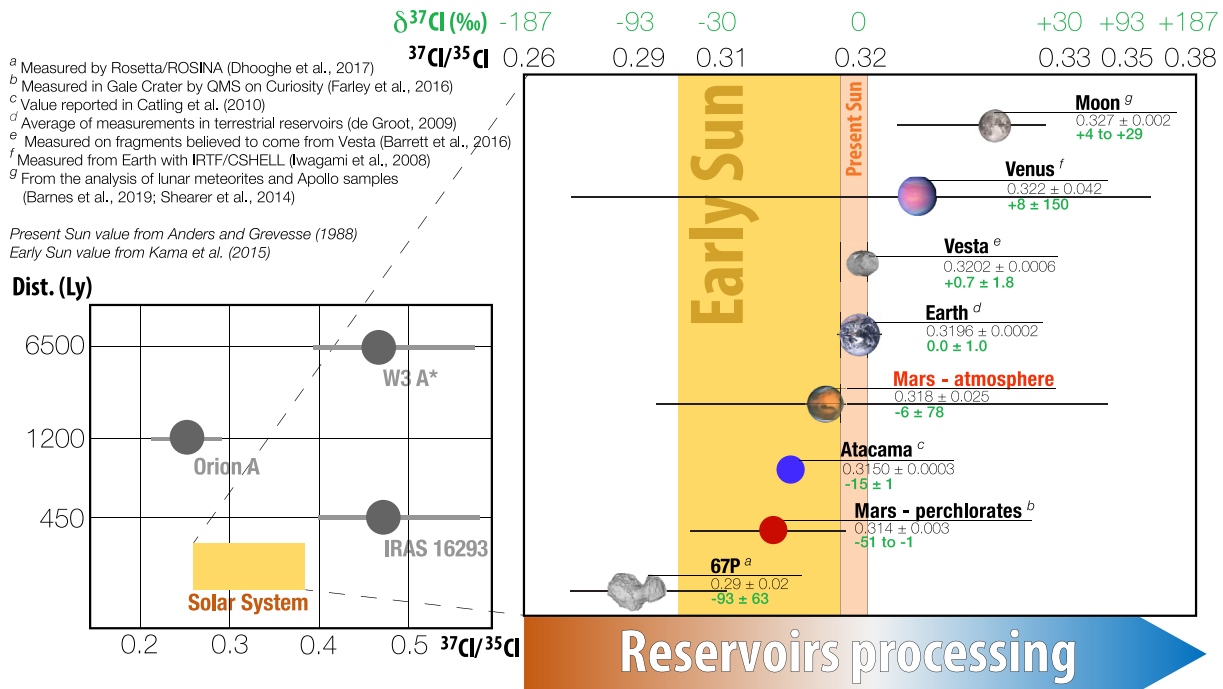 δ37Cl (‰) -187 -93 -30 0 +30 +93 +187
37Cl/35Cl 0.26 0.29 0.31 0.32 0.33 0.35 0.38
a Measured by Rosetta/ROSINA (Dhooghe et al., 2017)
b Measured in Gale Crater by QMS on Curiosity (Farley et al., 2016)
c Value reported in Catling et al. (2010)
d Average of measurements in terrestrial reservoirs (de Groot, 2009)
e Measured on fragments believed to come from Vesta (Barrett et al., 2016)
f Measured from Earth with IRTF/CSHELL (Iwagami et al., 2008)
g From the analysis of lunar meteorites and Apollo samples
(Barnes et al., 2019; Shearer et al., 2014)
Present Sun value from Anders and Grevesse (1988)
Early Sun value from Kama et al. (2015)
Dist. (Ly)
6500
W3 A*
1200
Orion A
450
IRAS 16293
Solar System
0.2 0.3 0.4 0.5 37Cl/35Cl
Early Sun
Present Sun
Moon g
0.327 ± 0.002
+4 to +29
Venus f
0.322 ± 0.042
+8 ± 150
Vesta e
0.3202 ± 0.0006
+0.7 ± 1.8
Earth d
0.3196 ± 0.0002
0.0 ± 1.0
Mars - atmosphere
0.318 ± 0.025
-6 ± 78
Atacama c
0.3150 ± 0.0003
-15 ± 1
Mars - perchlorates b
0.314 ± 0.003
-51 to -1
67P a
0.29 ± 0.02
-93 ± 63
Reservoirs processing